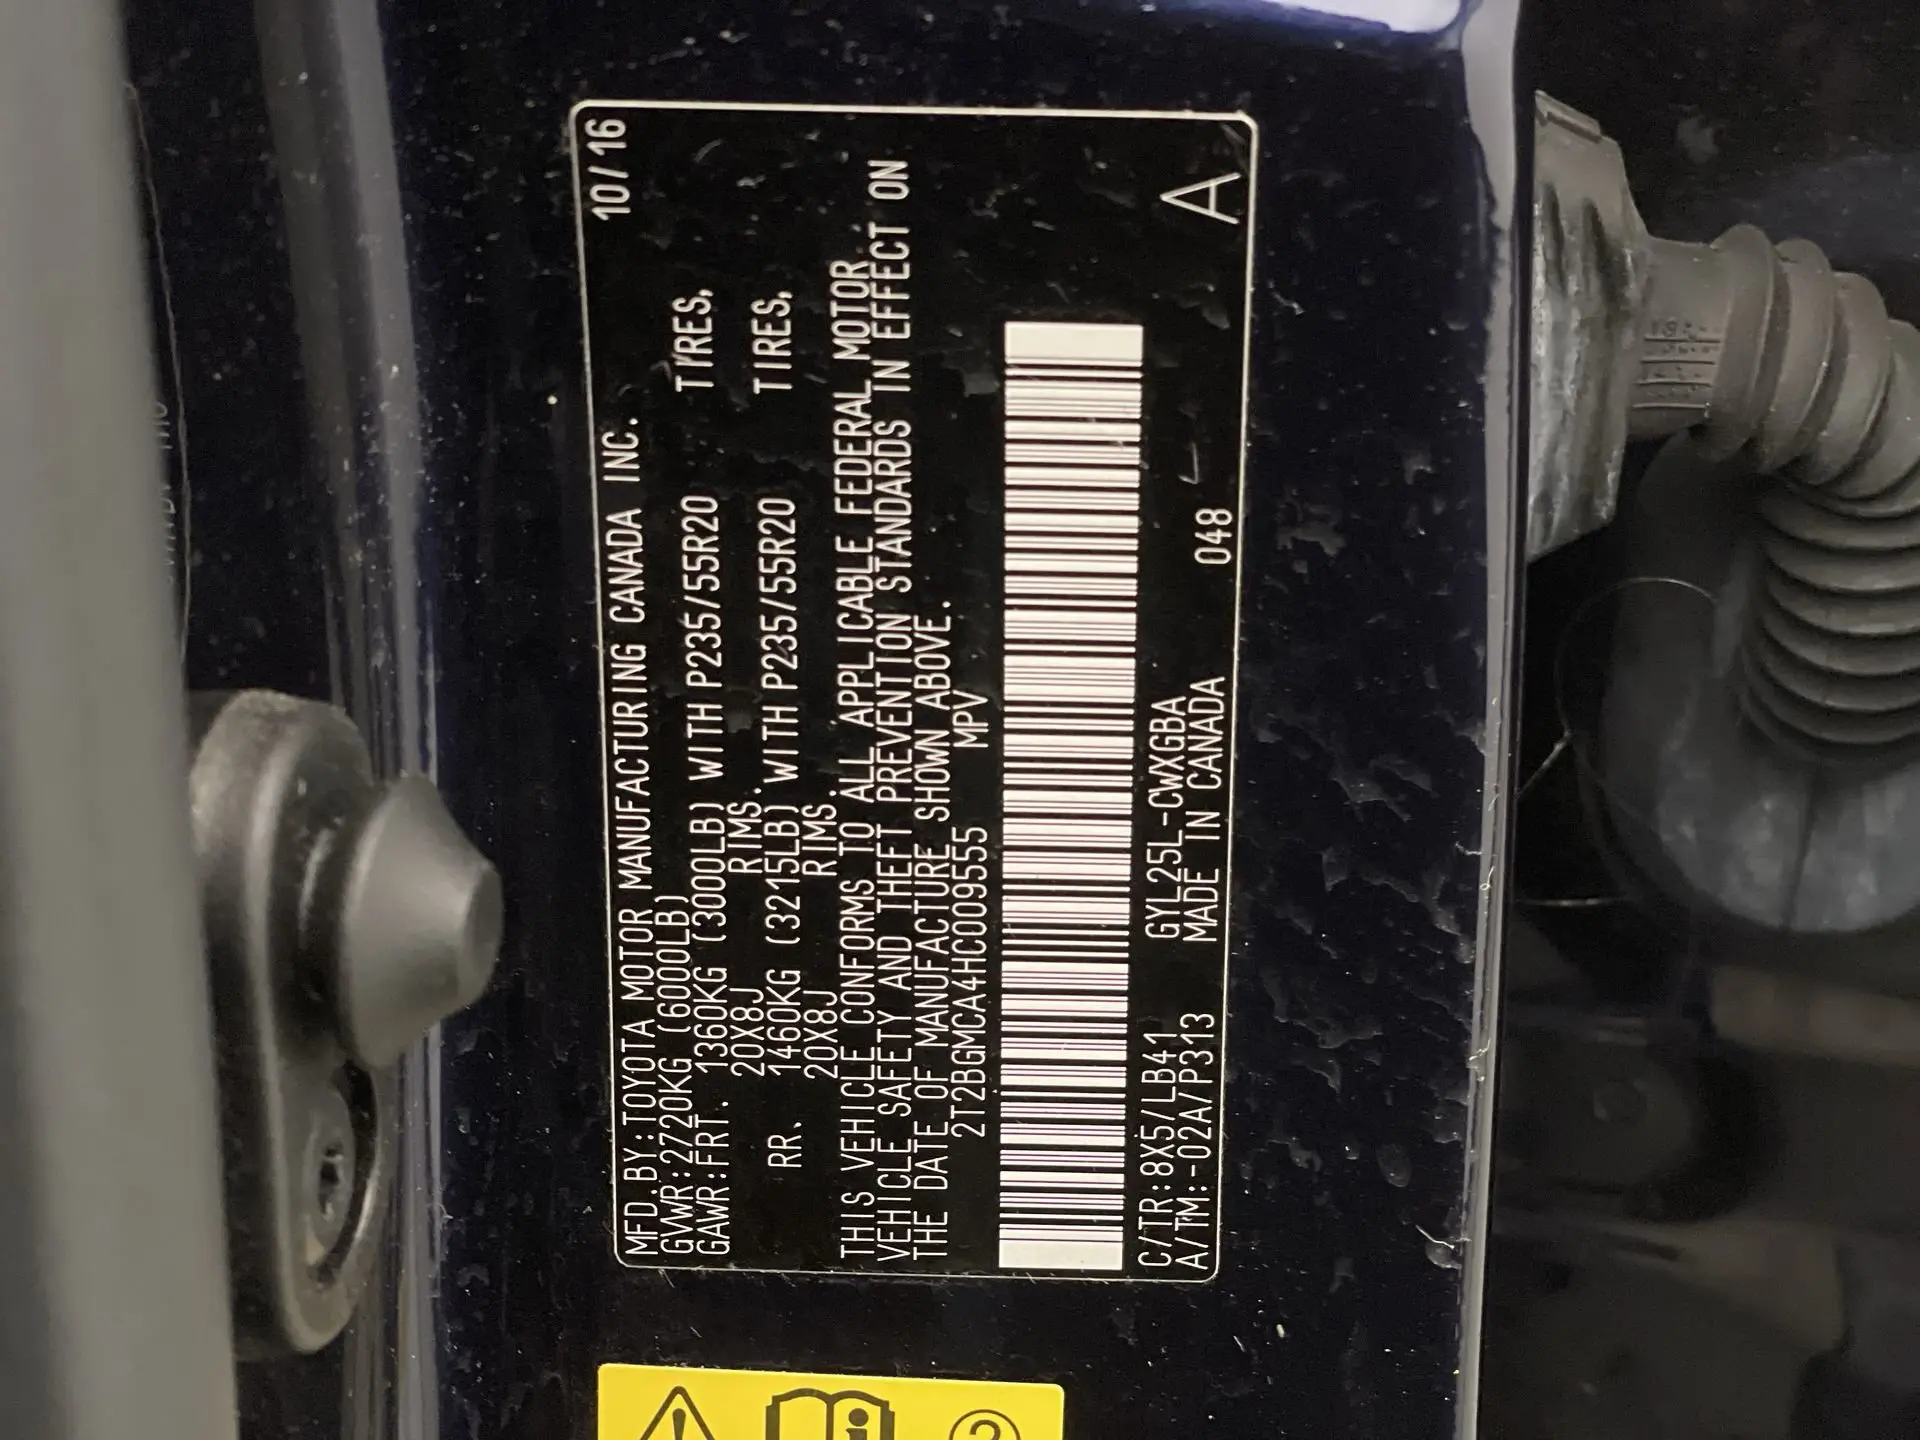 10/16
MFD.BY:TOYOTA MOTOR MANUFACTURING CANADA INC.
GVWR:2720KG (6000LB)
GAWR:FRT. 1360KG (3000LB) WITH P235/55R20 TIRES,
20X8J RIMS.
RR. 1460KG (3215LB) WITH P235/55R20 TIRES,
20X8J RIMS.
THIS VEHICLE CONFORMS TO ALL APPLICABLE FEDERAL MOTOR
VEHICLE SAFETY AND THEFT PREVENTION STANDARDS IN EFFECT ON
THE DATE OF MANUFACTURE SHOWN ABOVE.
2T2BGMCA4HC009555 MPV
C/TR:8X5/LB41 GYL25L-CWXGBA
A/TM:-02A/P313 MADE IN CANADA 048
A